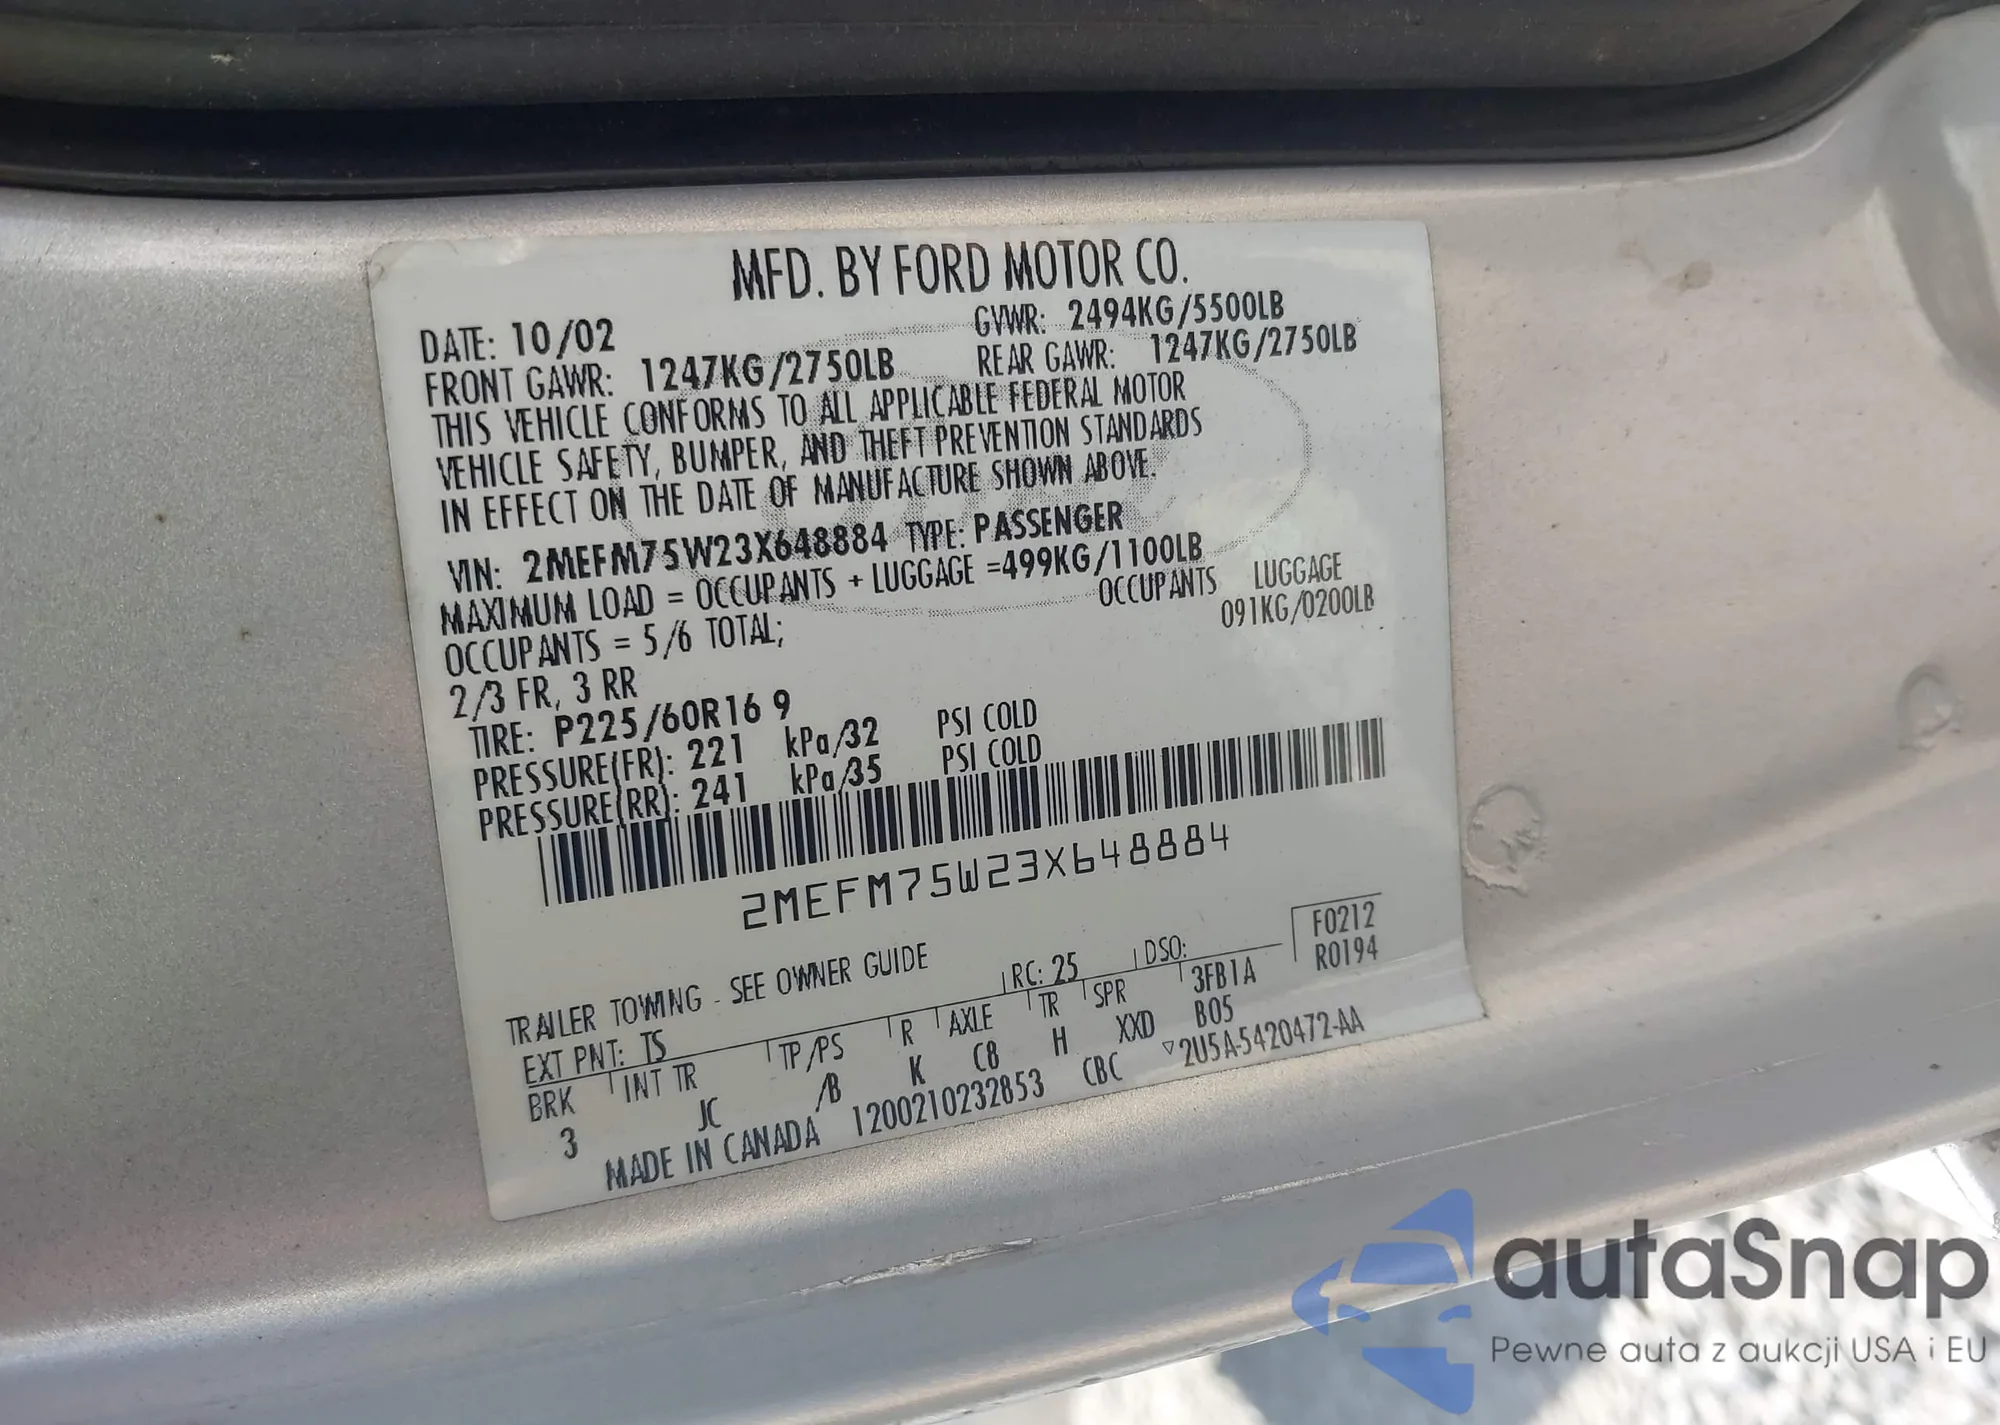 MFD. BY FORD MOTOR CO.
DATE: 10/02 GVWR: 2494KG/5500LB
FRONT GAWR: 1247KG/2750LB REAR GAWR: 1247KG/2750LB
THIS VEHICLE CONFORMS TO ALL APPLICABLE FEDERAL MOTOR
VEHICLE SAFETY, BUMPER, AND THEFT PREVENTION STANDARDS
IN EFFECT ON THE DATE OF MANUFACTURE SHOWN ABOVE.
VIN: 2MEFM75W23X648884 TYPE: PASSENGER
MAXIMUM LOAD = OCCUPANTS + LUGGAGE =499KG/1100LB
OCCUPANTS = 5/6 TOTAL; OCCUPANTS LUGGAGE
2/3 FR, 3 RR 091KG/0200LB
TIRE: P225/60R16 9
PRESSURE(FR): 221 kPa/32 PSI COLD
PRESSURE(RR): 241 kPa/35 PSI COLD
2MEFM75W23X648884
TRAILER TOWING - SEE OWNER GUIDE
EXT PNT: TS RC: 25 DSO: F0212
BRK INT TR TP/PS R AXLE TR SPR 3FB1A R0194
3 JC /B K C8 H XXD B05
MADE IN CANADA 1200210232853 CBC ▽2U5A-5420472-AA
autaSnap
Pewne auta z aukcji USA i EU